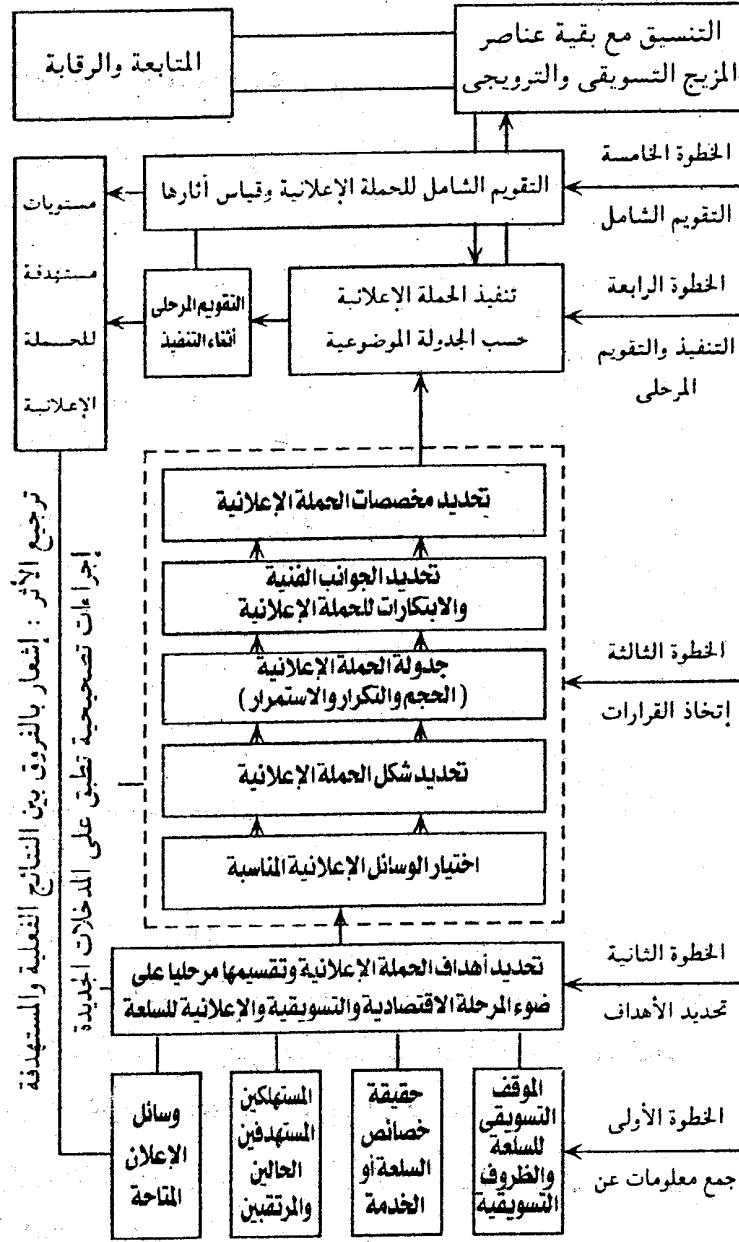 التنسيق مع بقية عناصر
المزيج التسويقى والترويجى
المتابعة والرقابة
الخطوة الخامسة
التقويم الشامل
التقويم الشامل للحملة الإعلانية وقياس أثارها
مستويات
مستهدفة
للحملة
الإعلانية
الخطوة الرابعة
التنفيذ والتقويم
المرحلى
تنفيذ الحملة الإعلانية
حسب الجدولة الموضوعية
التقويم المرحلى
أثناء التنفيذ
الخطوة الثالثة
إتخاذ القرارات
تحديد مخصصات الحملة الإعلانية
تحديد الجوانب الفنية
والابتكارات للحملة الإعلانية
جدولة الحملة الإعلانية
(الحجم والتكرار والاستمرار)
تحديد شكل الحملة الإعلانية
اختيار الوسائل الإعلانية المناسبة
ترجيع الأثر : إشعار بالفروق بين النتائج الفعلية والمستهدفة
إجراءات تصحيحية تطبق على المدخلات الجديدة
الخطوة الثانية
تحديد الأهداف
تحديد أهداف الحملة الإعلانية وتقسيمها مرحليا على
ضوء المرحلة الاقتصادية والتسويقية والإعلانية للسلعة
الخطوة الأولى
جمع معلومات عن
الموقف
التسويقى
للسلعة
والظروف
التسويقية
حقيقة
خصائص
السلعة أو
الخدمة
المستهلكين
المستهدفين
الحالين
والمرتقبين
وسائل
الإعلان
المتاحة